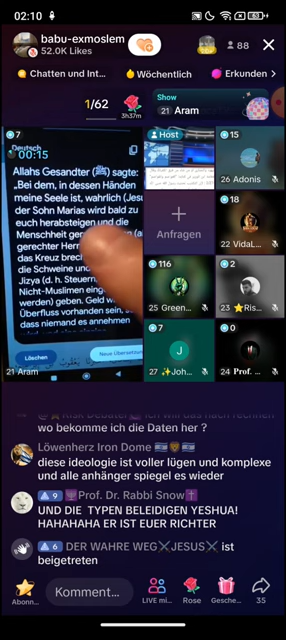 02:10
63
babu-exmoslem
52.0K Likes
88
Chatten und Int...
Wöchentlich
Erkunden
1/62
3h37m
Show
21 Aram
7
Deutsch
00:15
Allahs Gesandter (ﷺ) sagte:
„Bei dem, in dessen Händen
meine Seele ist, wahrlich (Jesu
der Sohn Marias wird bald zu
euch herabsteigen und die
Menschheit
gerechter Herr
das Kreuz brech
die Schweine un
Jizya (d. h. Steuern
Nicht-Muslimen eing
werden) geben. Geld w
Überfluss vorhanden sein, s
dass niemand es annehmen
Löschen
Neue Übersetzun
21 Aram
Host
Anfragen
15
26 Adonis
18
22 VidaL...
116
25 Green...
2
23 ⭐Ris...
7
J
27 ✨Joh...
0
24 Prof. ...
wo bekomme ich die Daten her ?
Löwenherz Iron Dome
diese ideologie ist voller lügen und komplexe
und alle anhänger spiegel es wieder
9 Prof. Dr. Rabbi Snow✝️
UND DIE TYPEN BELEIDIGEN YESHUA!
HAHAHAHA ER IST EUER RICHTER
6 DER WAHRE WEG⚔️JESUS⚔️ ist
beigetreten
Abonn...
Komme...
LIVE mi...
Rose
Gesche...
35